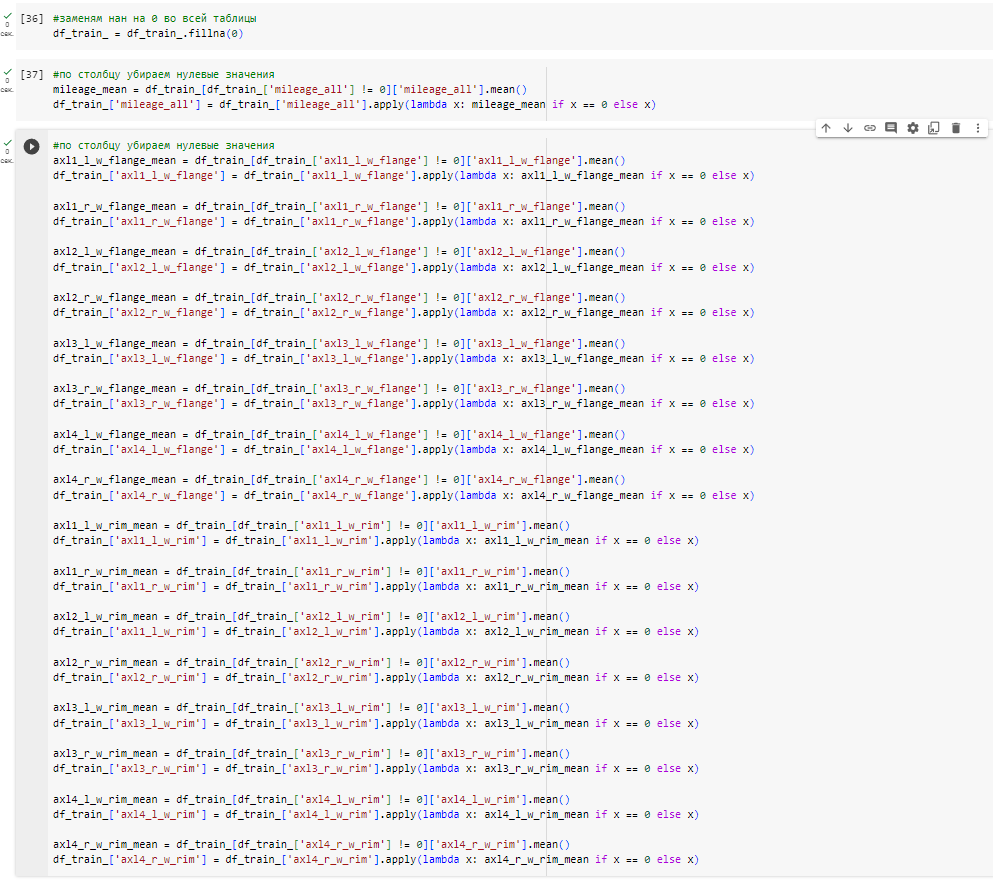 [36] #заменям нан на 0 во всей таблицы
0
сек.
df_train_ = df_train_.fillna(0)
[37] #по столбцу убираем нулевые значения
0
сек.
mileage_mean = df_train_[df_train_['mileage_all'] != 0]['mileage_all'].mean()
df_train_['mileage_all'] = df_train_['mileage_all'].apply(lambda x: mileage_mean if x == 0 else x)
#по столбцу убираем нулевые значения
0
сек.
axl1_l_w_flange_mean = df_train_[df_train_['axl1_l_w_flange'] != 0]['axl1_l_w_flange'].mean()
df_train_['axl1_l_w_flange'] = df_train_['axl1_l_w_flange'].apply(lambda x: axl1_l_w_flange_mean if x == 0 else x)
axl1_r_w_flange_mean = df_train_[df_train_['axl1_r_w_flange'] != 0]['axl1_r_w_flange'].mean()
df_train_['axl1_r_w_flange'] = df_train_['axl1_r_w_flange'].apply(lambda x: axl1_r_w_flange_mean if x == 0 else x)
axl2_l_w_flange_mean = df_train_[df_train_['axl2_l_w_flange'] != 0]['axl2_l_w_flange'].mean()
df_train_['axl2_l_w_flange'] = df_train_['axl2_l_w_flange'].apply(lambda x: axl2_l_w_flange_mean if x == 0 else x)
axl2_r_w_flange_mean = df_train_[df_train_['axl2_r_w_flange'] != 0]['axl2_r_w_flange'].mean()
df_train_['axl2_r_w_flange'] = df_train_['axl2_r_w_flange'].apply(lambda x: axl2_r_w_flange_mean if x == 0 else x)
axl3_l_w_flange_mean = df_train_[df_train_['axl3_l_w_flange'] != 0]['axl3_l_w_flange'].mean()
df_train_['axl3_l_w_flange'] = df_train_['axl3_l_w_flange'].apply(lambda x: axl3_l_w_flange_mean if x == 0 else x)
axl3_r_w_flange_mean = df_train_[df_train_['axl3_r_w_flange'] != 0]['axl3_r_w_flange'].mean()
df_train_['axl3_r_w_flange'] = df_train_['axl3_r_w_flange'].apply(lambda x: axl3_r_w_flange_mean if x == 0 else x)
axl4_l_w_flange_mean = df_train_[df_train_['axl4_l_w_flange'] != 0]['axl4_l_w_flange'].mean()
df_train_['axl4_l_w_flange'] = df_train_['axl4_l_w_flange'].apply(lambda x: axl4_l_w_flange_mean if x == 0 else x)
axl4_r_w_flange_mean = df_train_[df_train_['axl4_r_w_flange'] != 0]['axl4_r_w_flange'].mean()
df_train_['axl4_r_w_flange'] = df_train_['axl4_r_w_flange'].apply(lambda x: axl4_r_w_flange_mean if x == 0 else x)
axl1_l_w_rim_mean = df_train_[df_train_['axl1_l_w_rim'] != 0]['axl1_l_w_rim'].mean()
df_train_['axl1_l_w_rim'] = df_train_['axl1_l_w_rim'].apply(lambda x: axl1_l_w_rim_mean if x == 0 else x)
axl1_r_w_rim_mean = df_train_[df_train_['axl1_r_w_rim'] != 0]['axl1_r_w_rim'].mean()
df_train_['axl1_r_w_rim'] = df_train_['axl1_r_w_rim'].apply(lambda x: axl1_r_w_rim_mean if x == 0 else x)
axl2_l_w_rim_mean = df_train_[df_train_['axl2_l_w_rim'] != 0]['axl2_l_w_rim'].mean()
df_train_['axl1_l_w_rim'] = df_train_['axl2_l_w_rim'].apply(lambda x: axl2_l_w_rim_mean if x == 0 else x)
axl2_r_w_rim_mean = df_train_[df_train_['axl2_r_w_rim'] != 0]['axl2_r_w_rim'].mean()
df_train_['axl2_r_w_rim'] = df_train_['axl2_r_w_rim'].apply(lambda x: axl2_r_w_rim_mean if x == 0 else x)
axl3_l_w_rim_mean = df_train_[df_train_['axl3_l_w_rim'] != 0]['axl3_l_w_rim'].mean()
df_train_['axl3_l_w_rim'] = df_train_['axl3_l_w_rim'].apply(lambda x: axl3_l_w_rim_mean if x == 0 else x)
axl3_r_w_rim_mean = df_train_[df_train_['axl3_r_w_rim'] != 0]['axl3_r_w_rim'].mean()
df_train_['axl3_r_w_rim'] = df_train_['axl3_r_w_rim'].apply(lambda x: axl3_r_w_rim_mean if x == 0 else x)
axl4_l_w_rim_mean = df_train_[df_train_['axl4_l_w_rim'] != 0]['axl4_l_w_rim'].mean()
df_train_['axl4_l_w_rim'] = df_train_['axl4_l_w_rim'].apply(lambda x: axl4_l_w_rim_mean if x == 0 else x)
axl4_r_w_rim_mean = df_train_[df_train_['axl4_r_w_rim'] != 0]['axl4_r_w_rim'].mean()
df_train_['axl4_r_w_rim'] = df_train_['axl4_r_w_rim'].apply(lambda x: axl4_r_w_rim_mean if x == 0 else x)